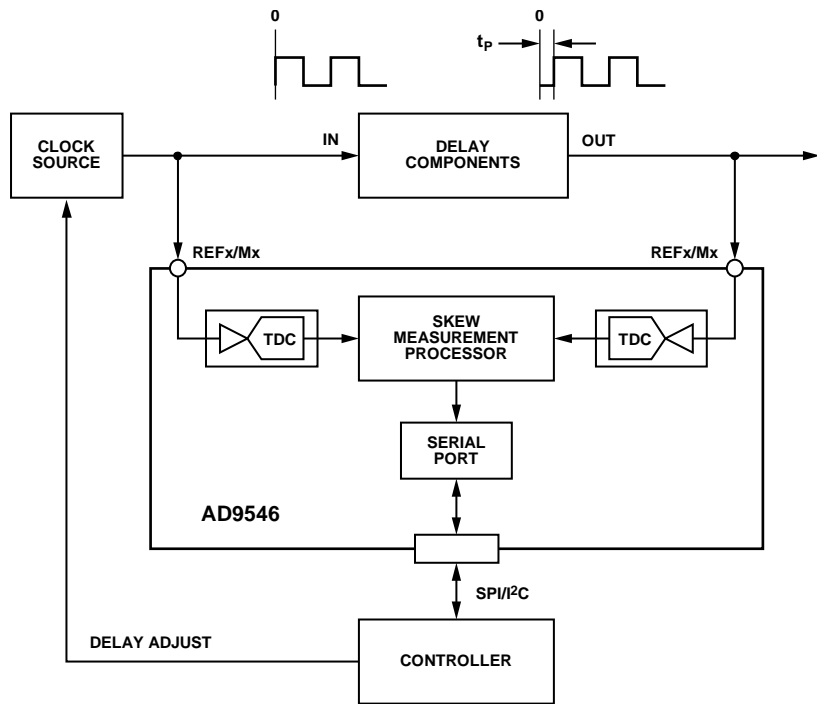 0
0
tP
CLOCK
SOURCE
IN
DELAY
COMPONENTS
OUT
REFx/Mx
REFx/Mx
TDC
SKEW
MEASUREMENT
PROCESSOR
TDC
SERIAL
PORT
AD9546
SPI/I²C
DELAY ADJUST
CONTROLLER